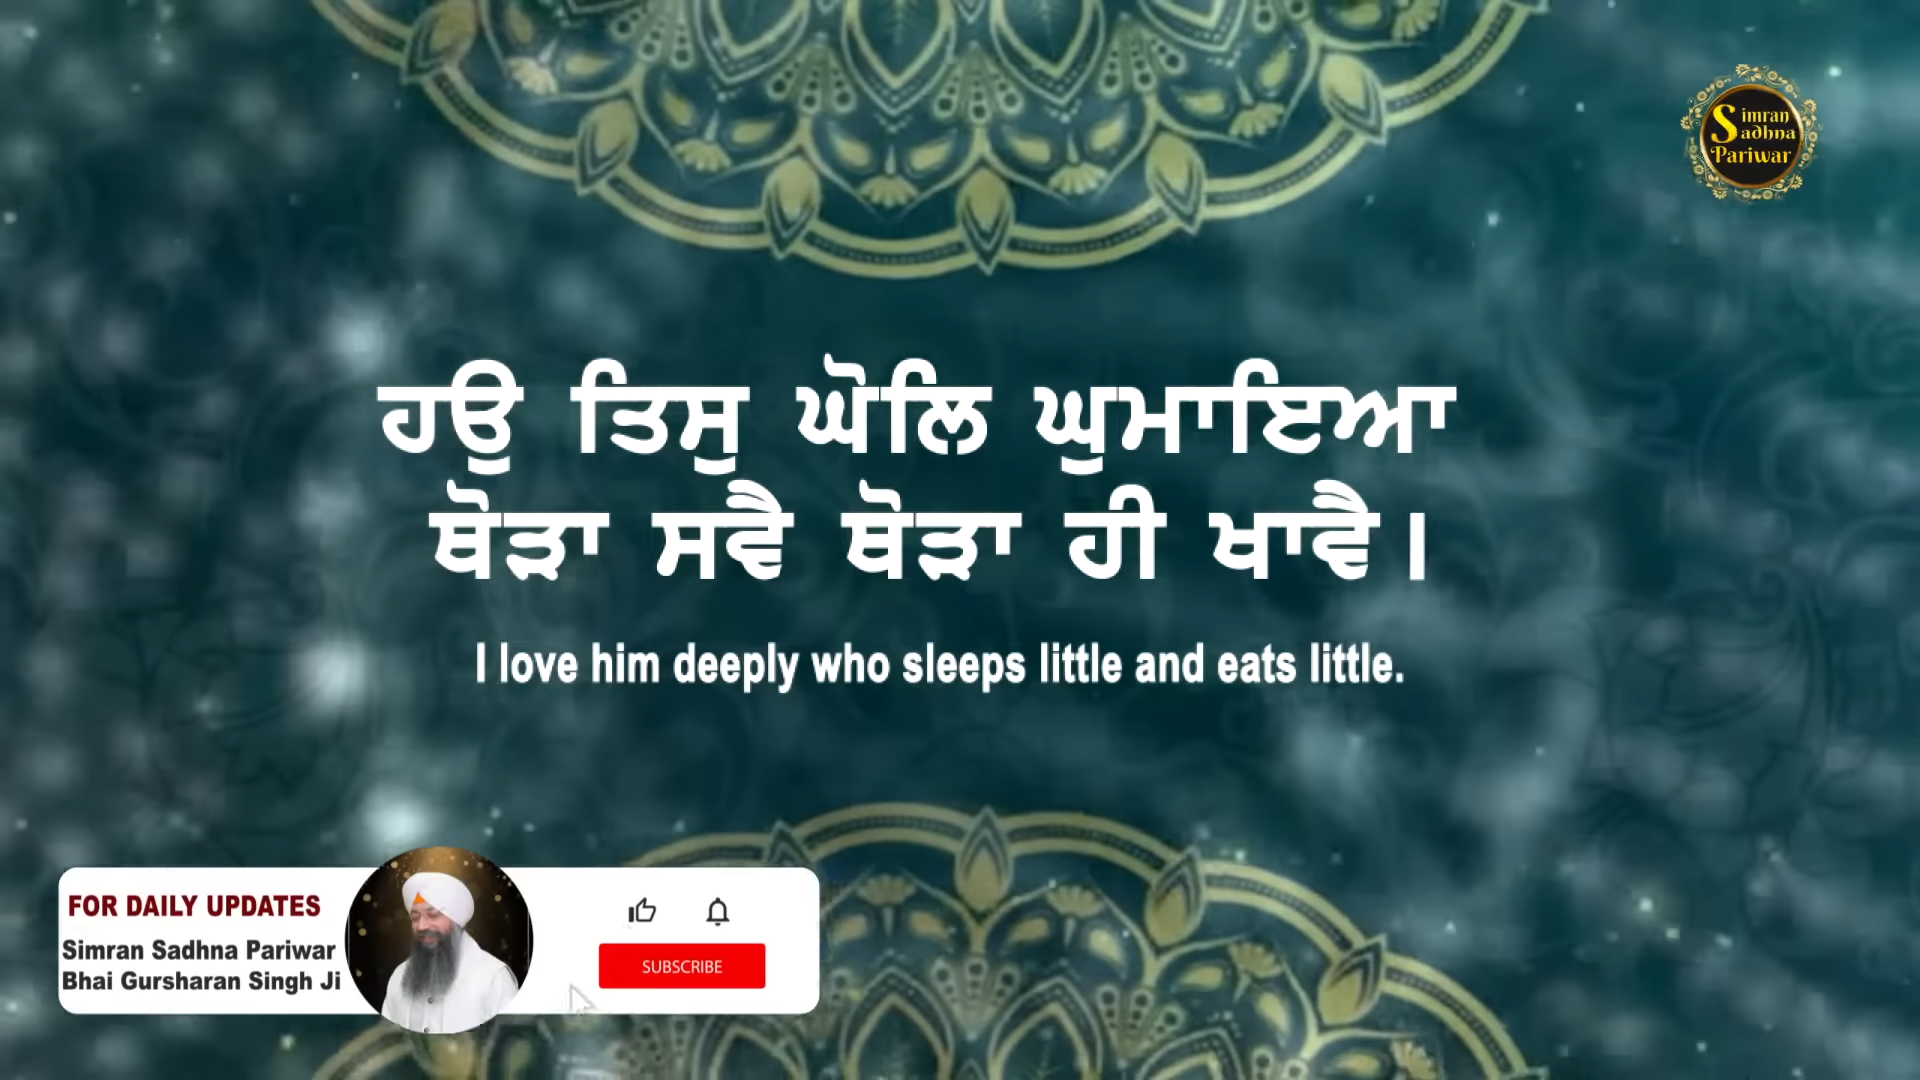 Simran
Sadhna
Pariwar
ਹਉ ਤਿਸੁ ਘੋਲਿ ਘੁਮਾਇਆ
ਥੋੜਾ ਸਵੈ ਥੋੜਾ ਹੀ ਖਾਵੈ।
I love him deeply who sleeps little and eats little.
FOR DAILY UPDATES
Simran Sadhna Pariwar
Bhai Gursharan Singh Ji
SUBSCRIBE